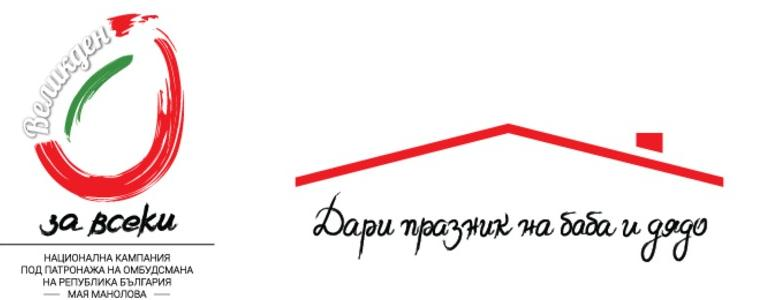 Великден
за всеки
НАЦИОНАЛНА КАМПАНИЯ
ПОД ПАТРОНАЖА НА ОМБУДСМАНА
НА РЕПУБЛИКА БЪЛГАРИЯ
МАЯ МАНОЛОВА
Дари празник на баба и дядо